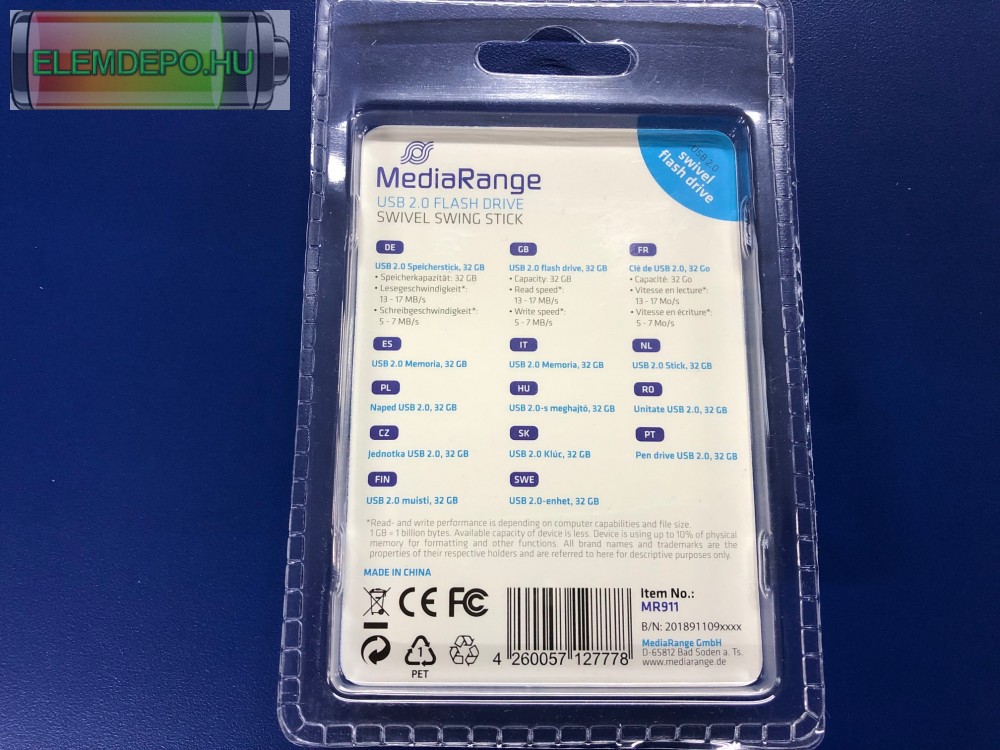 ELEMDEPO.HU
USB 2.0
swivel
flash drive
MediaRange
USB 2.0 FLASH DRIVE
SWIVEL SWING STICK
DE
USB 2.0 Speicherstick, 32 GB
• Speicherkapazität: 32 GB
• Lesegeschwindigkeit*:
13 - 17 MB/s
• Schreibgeschwindigkeit*:
5 - 7 MB/s
GB
USB 2.0 flash drive, 32 GB
• Capacity: 32 GB
• Read speed*:
13 - 17 MB/s
• Write speed*:
5 - 7 MB/s
FR
Clé de USB 2.0, 32 Go
• Capacité: 32 Go
• Vitesse en lecture*:
13 - 17 Mo/s
• Vitesse en écriture*:
5 - 7 Mo/s
ES
USB 2.0 Memoria, 32 GB
IT
USB 2.0 Memoria, 32 GB
NL
USB 2.0 Stick, 32 GB
PL
Naped USB 2.0, 32 GB
HU
USB 2.0-s meghajtó, 32 GB
RO
Unitate USB 2.0, 32 GB
CZ
Jednotka USB 2.0, 32 GB
SK
USB 2.0 Klúc, 32 GB
PT
Pen drive USB 2.0, 32 GB
FIN
USB 2.0 muisti, 32 GB
SWE
USB 2.0-enhet, 32 GB
*Read- and write performance is depending on computer capabilities and file size.
1 GB = 1 billion bytes. Available capacity of device is less. Device is using up to 10% of physical
memory for formatting and other functions. All brand names and trademarks are the
properties of their respective holders and are referred to here for descriptive purposes only.
MADE IN CHINA
CE FC
1
PET
4 260057 127778
Item No.:
MR911
B/N: 201891109xxxx
MediaRange GmbH
D-65812 Bad Soden a. Ts.
www.mediarange.de